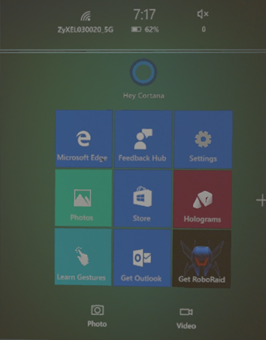 7:17
ZyXEL030020_5G
62%
0
Hey Cortana
Microsoft Edge
Feedback Hub
Settings
Photos
Store
Holograms
Learn Gestures
Get Outlook
Get RoboRaid
Photo
Video